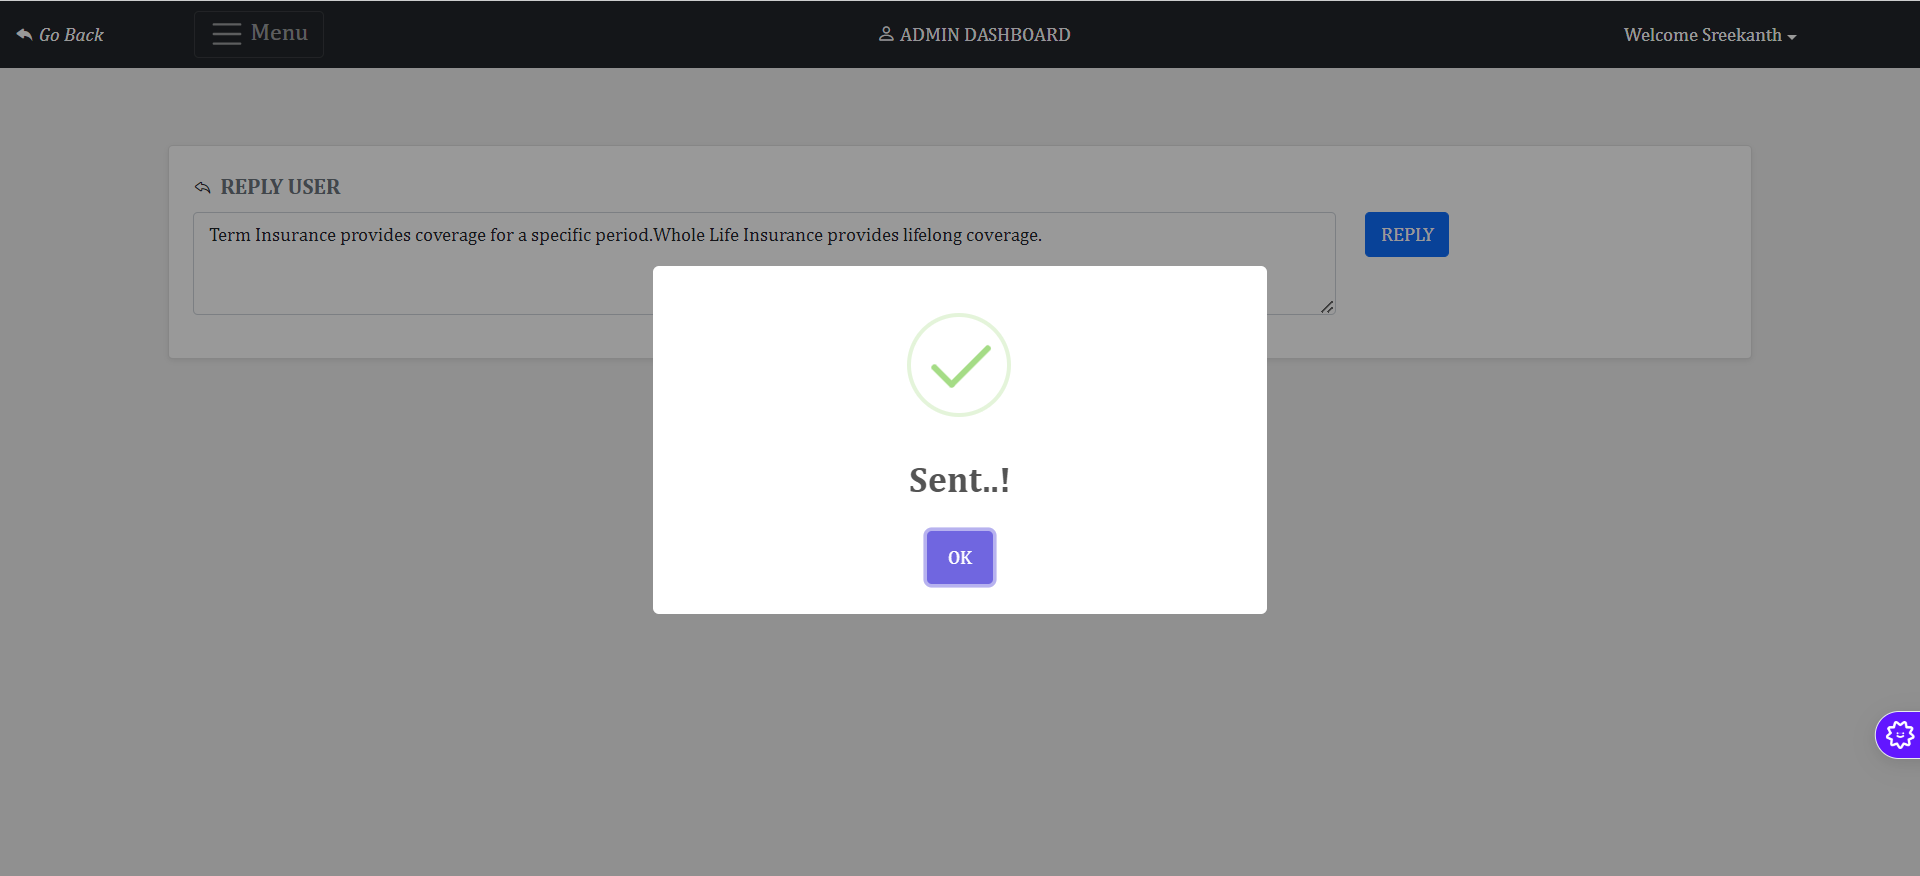 Go Back
Menu
ADMIN DASHBOARD
Welcome Sreekanth
REPLY USER
Term Insurance provides coverage for a specific period.Whole Life Insurance provides lifelong coverage.
REPLY
Sent..!
OK